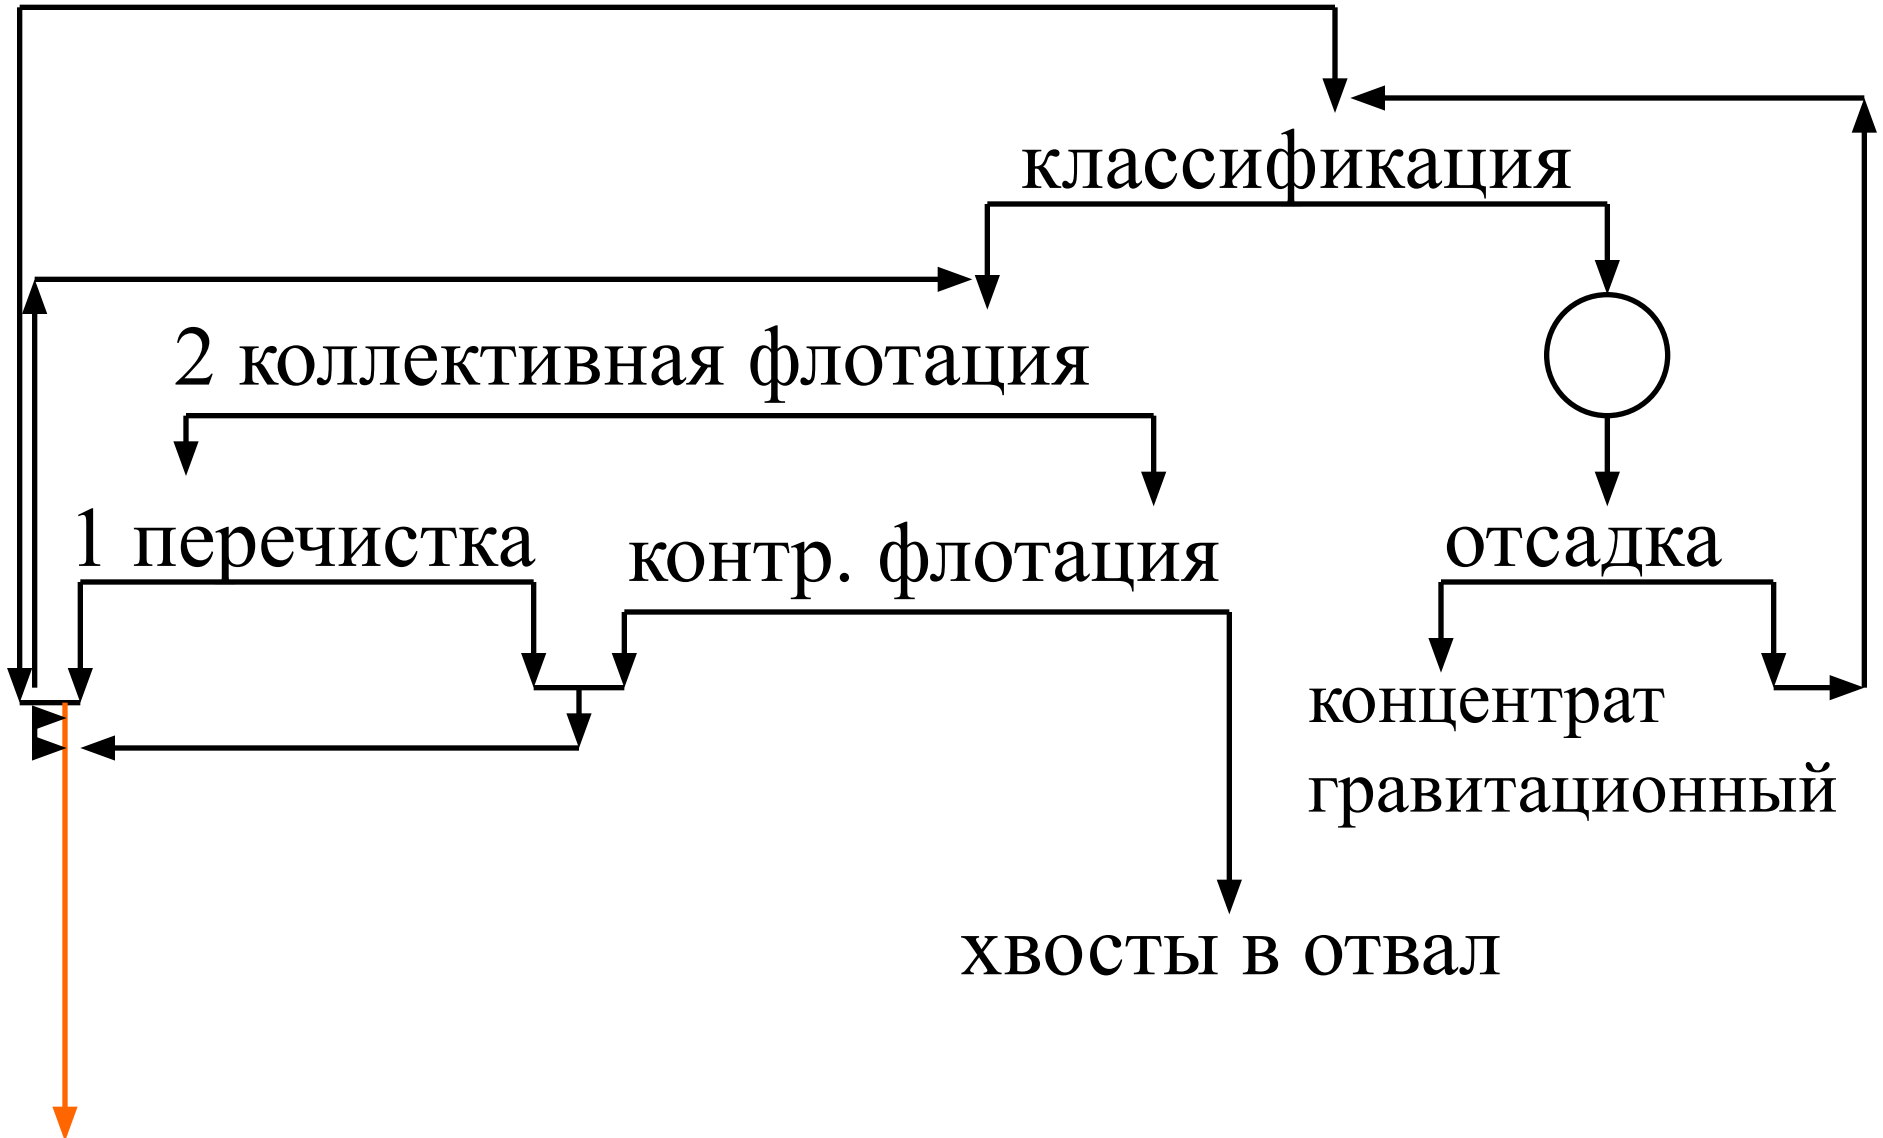 классификация
2 коллективная флотация
1 перечистка
контр. флотация
отсадка
концентрат
гравитационный
хвосты в отвал